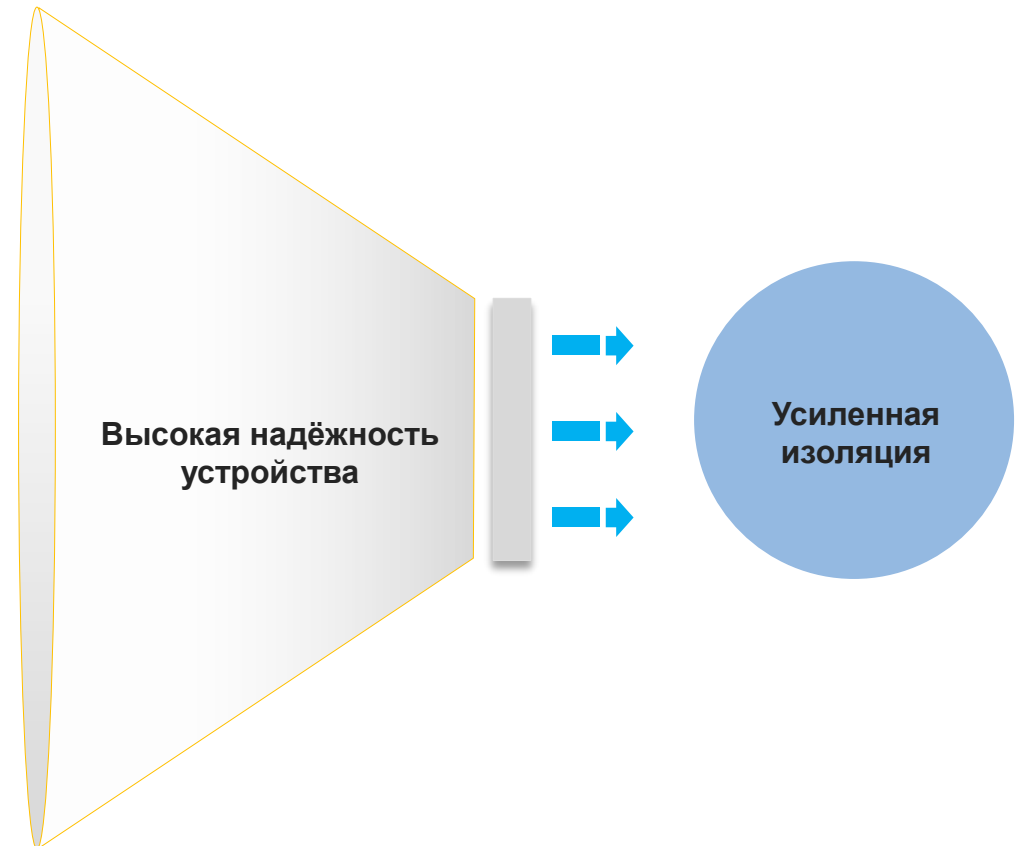 Высокая надёжность
устройства
Усиленная
изоляция